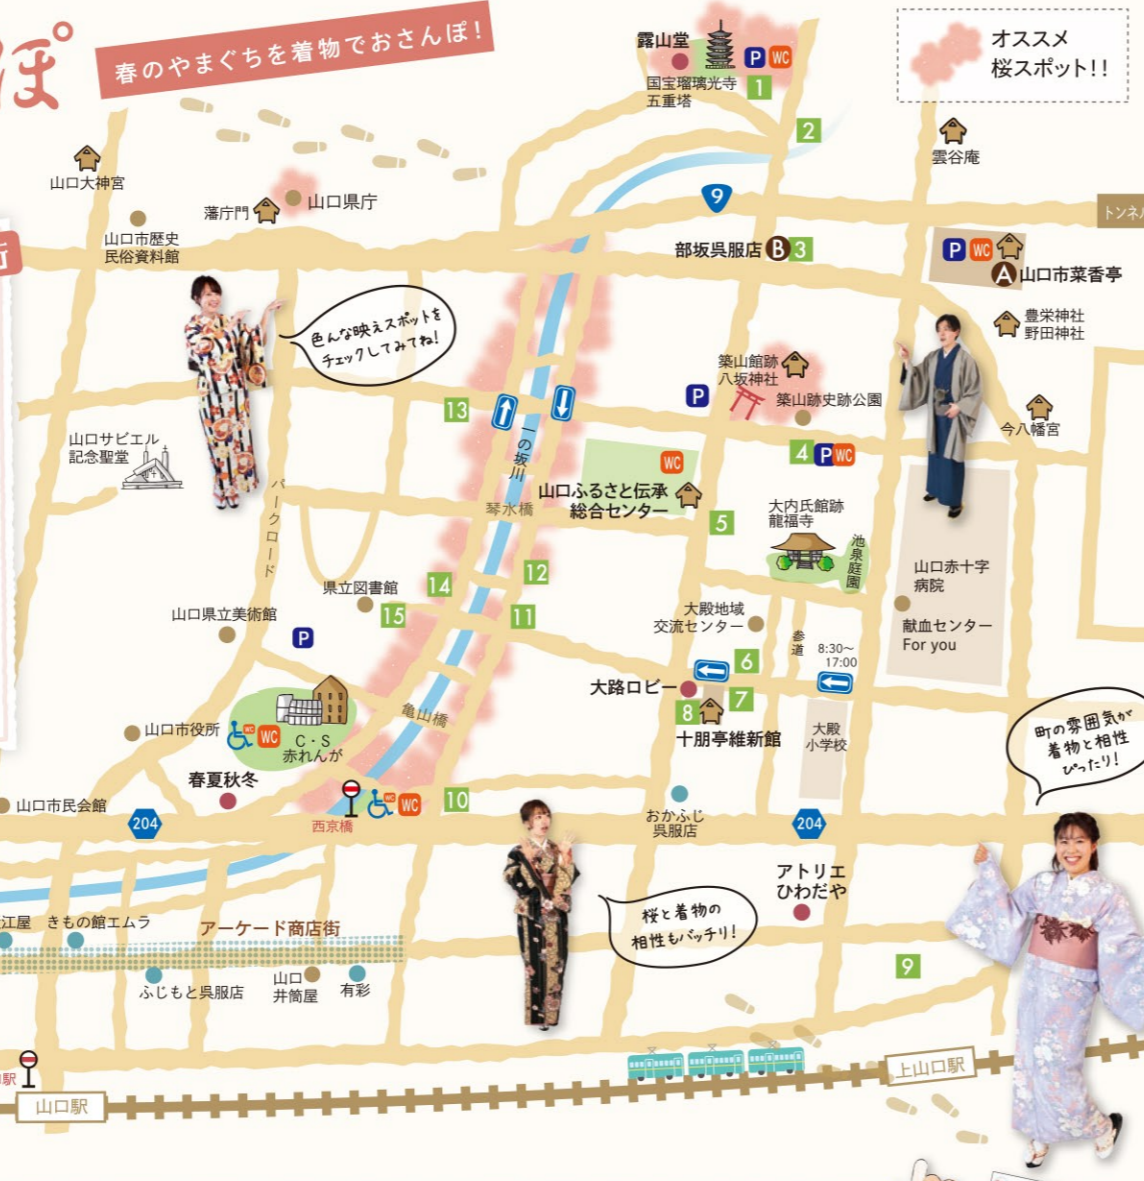 ぽ
春のやまぐちを着物でおさんぽ!
オススメ
桜スポット!!
露山堂
P
WC
国宝瑠璃光寺
五重塔
1
2
雲谷庵
山口大神宮
藩庁門
山口県庁
9
トンネル
山口市歴史
民俗資料館
部坂呉服店
B
3
P
WC
A
山口市菜香亭
色んな映えスポットを
チェックしてみてね!
豊栄神社
野田神社
築山館跡
八坂神社
P
築山跡史跡公園
13
今八幡宮
一の坂川
山口サビエル
記念聖堂
4
P
WC
WC
山口ふるさと伝承
総合センター
琴水橋
パークロード
5
大内氏館跡
龍福寺
池泉庭園
山口赤十字
病院
12
14
県立図書館
15
11
山口県立美術館
大殿地域
交流センター
献血センター
For you
参道
8:30～
17:00
P
6
大路ロビー
7
8
十朋亭維新館
大殿
小学校
亀山橋
山口市役所
WC
WC
C・S
赤れんが
町の雰囲気が
着物と相性
ぴったり!
春夏秋冬
山口市民会館
204
西京橋
WC
WC
10
おかふじ
呉服店
204
アトリエ
ひわだや
桜と着物の
相性もバッチリ!
江屋
きもの館エムラ
アーケード商店街
ふじもと呉服店
山口
井筒屋
有彩
9
駅
山口駅
上山口駅